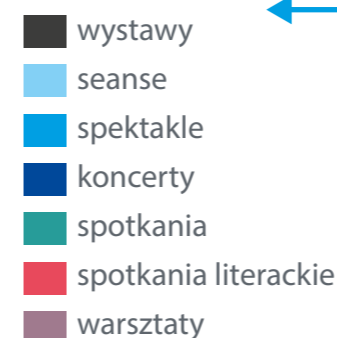 wystawy
seanse
spektakle
koncerty
spotkania
spotkania literackie
warsztaty